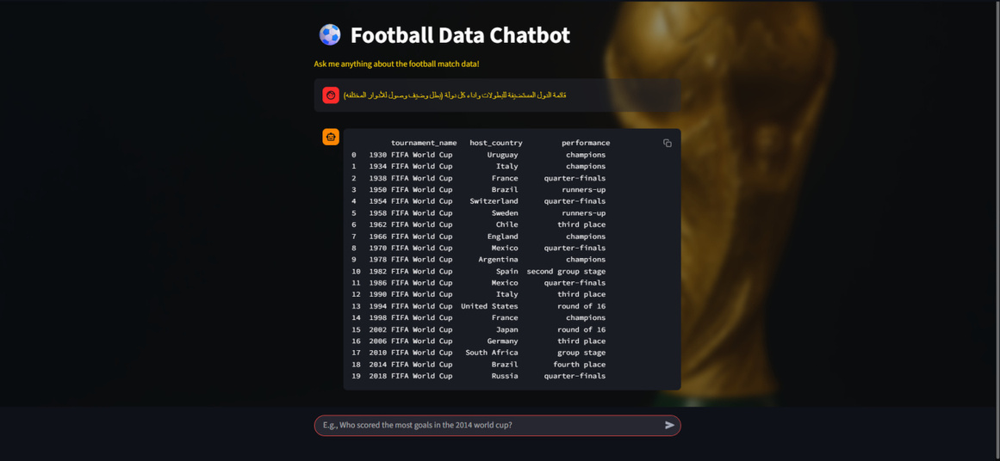 Football Data Chatbot
Ask me anything about the football match data!
قائمة الدول المستضيفة للبطولات واداء كل دولة (بطل وضيف وصول للأدوار المختلفه)
tournament_name host_country performance
0 1930 FIFA World Cup Uruguay champions
1 1934 FIFA World Cup Italy champions
2 1938 FIFA World Cup France quarter-finals
3 1950 FIFA World Cup Brazil runners-up
4 1954 FIFA World Cup Switzerland quarter-finals
5 1958 FIFA World Cup Sweden runners-up
6 1962 FIFA World Cup Chile third place
7 1966 FIFA World Cup England champions
8 1970 FIFA World Cup Mexico quarter-finals
9 1978 FIFA World Cup Argentina champions
10 1982 FIFA World Cup Spain second group stage
11 1986 FIFA World Cup Mexico quarter-finals
12 1990 FIFA World Cup Italy third place
13 1994 FIFA World Cup United States round of 16
14 1998 FIFA World Cup France champions
15 2002 FIFA World Cup Japan round of 16
16 2006 FIFA World Cup Germany third place
17 2010 FIFA World Cup South Africa group stage
18 2014 FIFA World Cup Brazil fourth place
19 2018 FIFA World Cup Russia quarter-finals
E.g., Who scored the most goals in the 2014 world cup?